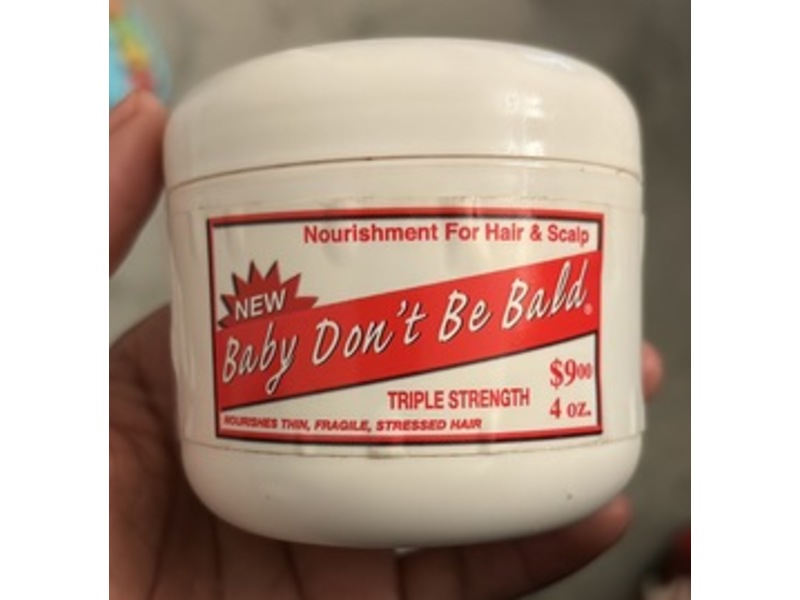 Nourishment For Hair & Scalp
NEW
Baby Don't Be Bald®
TRIPLE STRENGTH
$900
4 oz.
NOURISHES THIN, FRAGILE, STRESSED HAIR